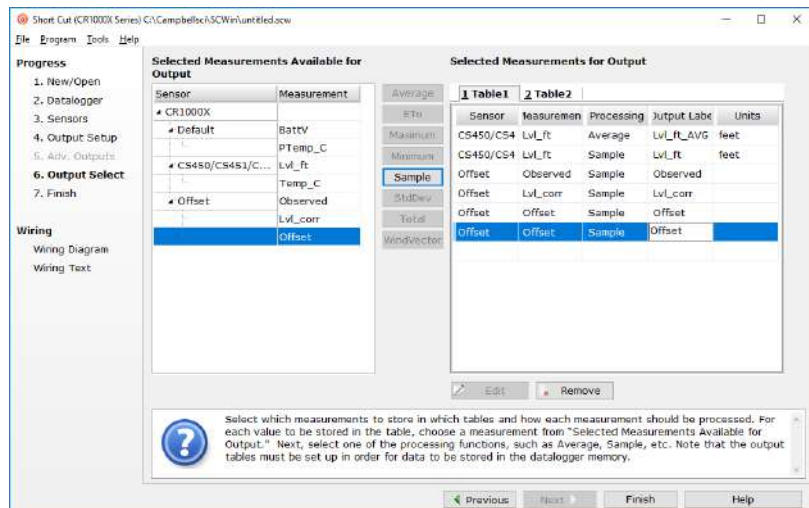 Short Cut (CR1000X Series) C:\Campbellsci\SCWin\untitled.scw
File Program Tools Help
Progress
1. New/Open
2. Datalogger
3. Sensors
4. Output Setup
5. Adv. Outputs
6. Output Select
7. Finish
Wiring
Wiring Diagram
Wiring Text
Selected Measurements Available for
Output
Sensor Measurement
CR1000X
Default BattV
PTemp_C
CS450/CS451/C... Lvl_ft
Temp_C
Offset Observed
Lvl_corr
Offset
Average
ETo
Maximum
Minimum
Sample
StdDev
Total
WindVector
Selected Measurements for Output
1 Table1 2 Table2
Sensor Measuremen Processing Output Labe Units
CS450/CS4 Lvl_ft Average Lvl_ft_AVG feet
CS450/CS4 Lvl_ft Sample Lvl_ft feet
Offset Observed Sample Observed
Offset Lvl_corr Sample Lvl_corr
Offset Offset Sample Offset
Offset Offset Sample Offset
Edit Remove
Select which measurements to store in which tables and how each measurement should be processed. For
each value to be stored in the table, choose a measurement from "Selected Measurements Available for
Output." Next, select one of the processing functions, such as Average, Sample, etc. Note that the output
tables must be set up in order for data to be stored in the datalogger memory.
Previous Next Finish Help